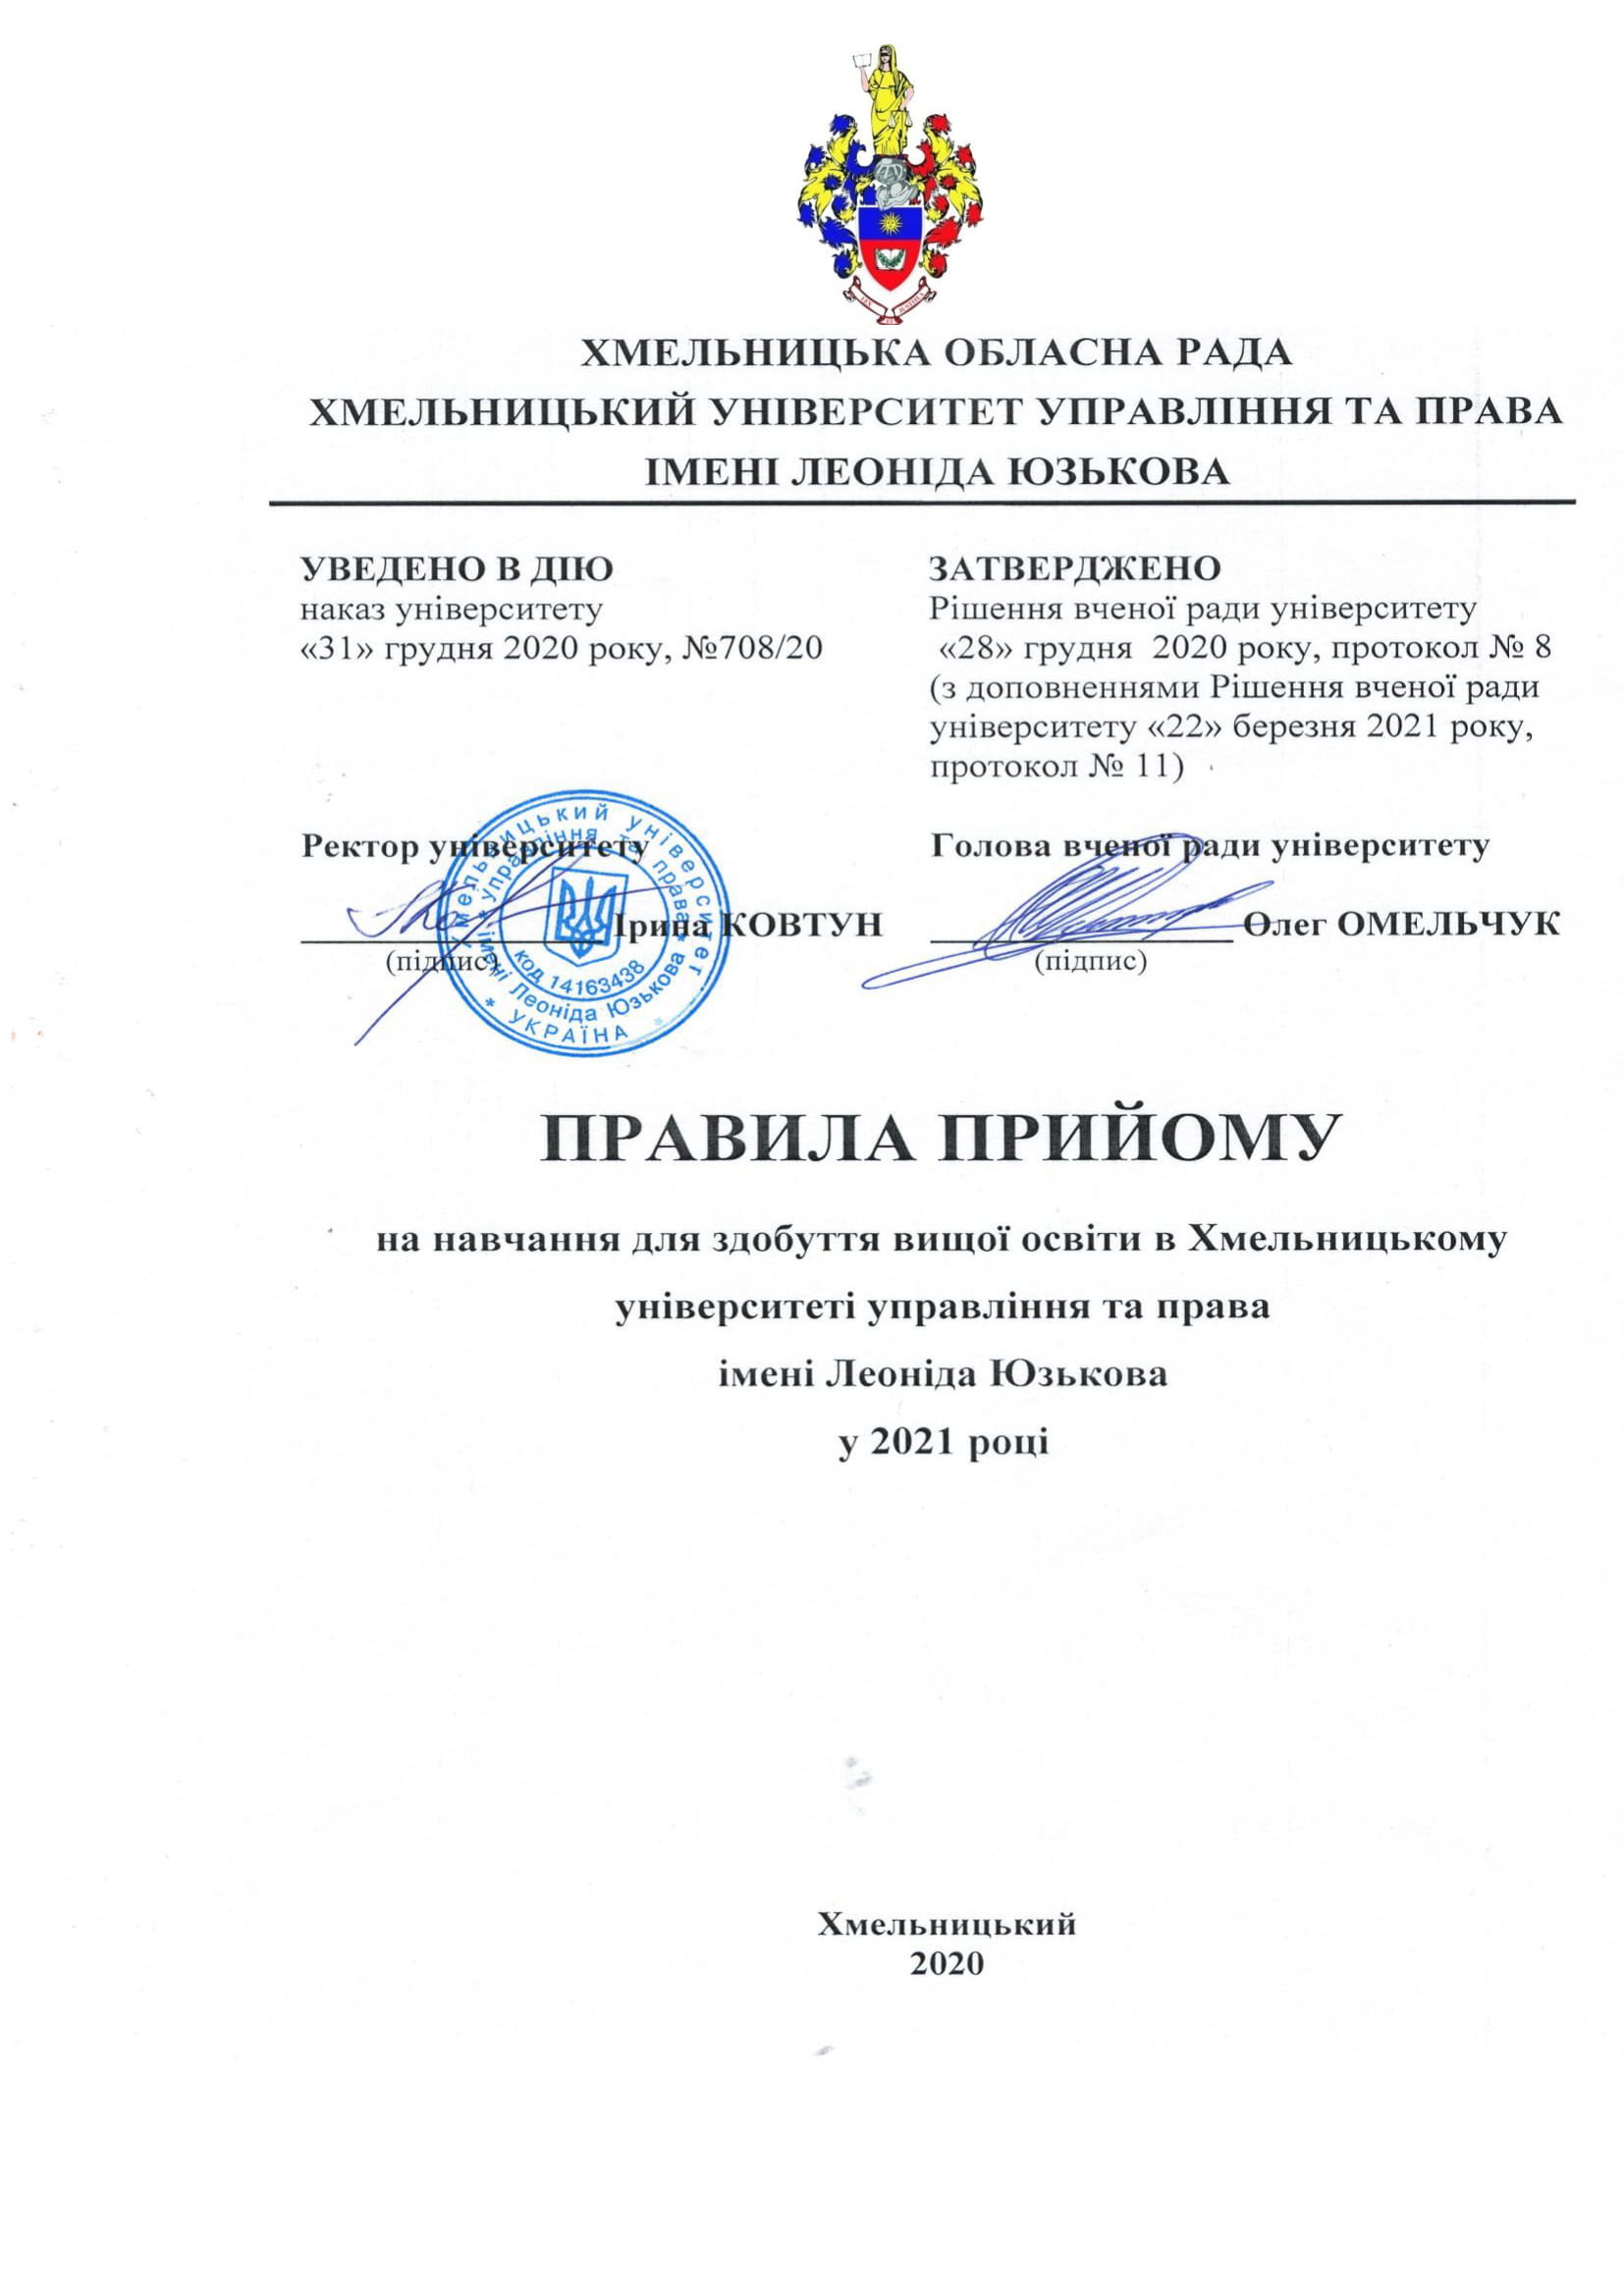 ХМЕЛЬНИЦЬКА ОБЛАСНА РАДА
ХМЕЛЬНИЦЬКИЙ УНІВЕРСИТЕТ УПРАВЛІННЯ ТА ПРАВА
ІМЕНІ ЛЕОНІДА ЮЗЬКОВА
УВЕДЕНО В ДІЮ
наказ університету
«31» грудня 2020 року, №708/20
ЗАТВЕРДЖЕНО
Рішення вченої ради університету
«28» грудня 2020 року, протокол № 8
(з доповненнями Рішення вченої ради
університету «22» березня 2021 року,
протокол № 11)
Ректор університету
Ірина КОВТУН
(підпис)
Хмельницький університет
управління та права
імені Леоніда Юзькова
код 14163438
* УКРАЇНА *
Голова вченої ради університету
Олег ОМЕЛЬЧУК
(підпис)
ПРАВИЛА ПРИЙОМУ
на навчання для здобуття вищої освіти в Хмельницькому
університеті управління та права
імені Леоніда Юзькова
у 2021 році
Хмельницький
2020